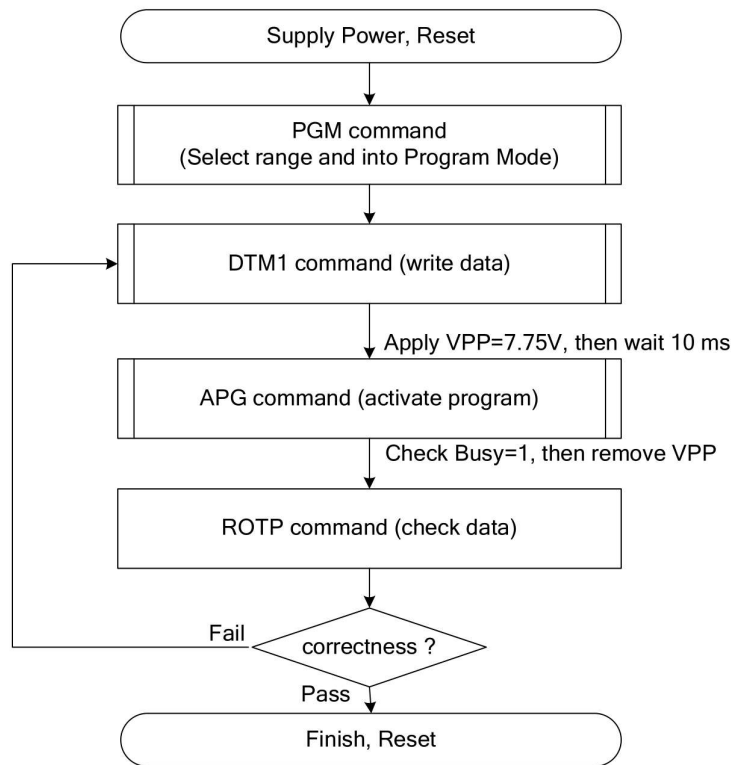 Supply Power, Reset
PGM command
(Select range and into Program Mode)
DTM1 command (write data)
Apply VPP=7.75V, then wait 10 ms
APG command (activate program)
Check Busy=1, then remove VPP
ROTP command (check data)
Fail
correctness ?
Pass
Finish, Reset